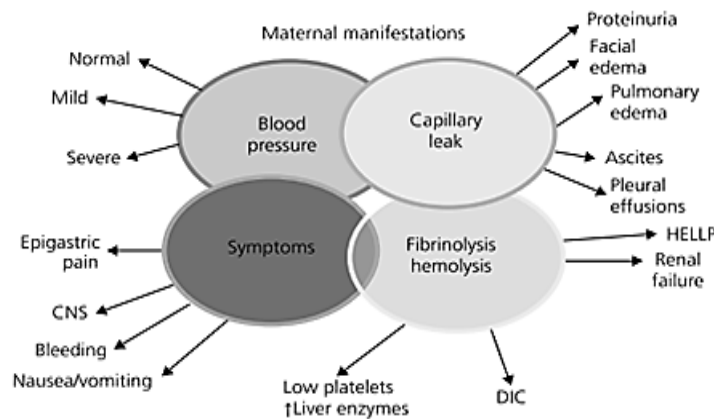 Maternal manifestations
Normal
Mild
Severe
Blood
pressure
Capillary
leak
Proteinuria
Facial
edema
Pulmonary
edema
Ascites
Pleural
effusions
Epigastric
pain
CNS
Bleeding
Nausea/vomiting
Symptoms
Fibrinolysis
hemolysis
HELLP
Renal
failure
Low platelets
↑Liver enzymes
DIC